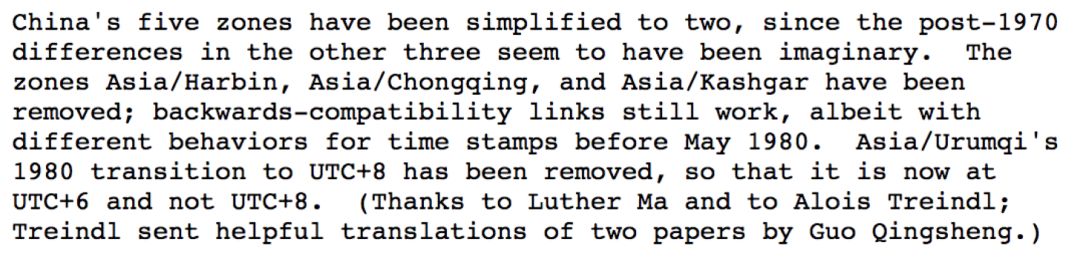 China's five zones have been simplified to two, since the post-1970
differences in the other three seem to have been imaginary.  The
zones Asia/Harbin, Asia/Chongqing, and Asia/Kashgar have been
removed; backwards-compatibility links still work, albeit with
different behaviors for time stamps before May 1980.  Asia/Urumqi's
1980 transition to UTC+8 has been removed, so that it is now at
UTC+6 and not UTC+8.  (Thanks to Luther Ma and to Alois Treindl;
Treindl sent helpful translations of two papers by Guo Qingsheng.)